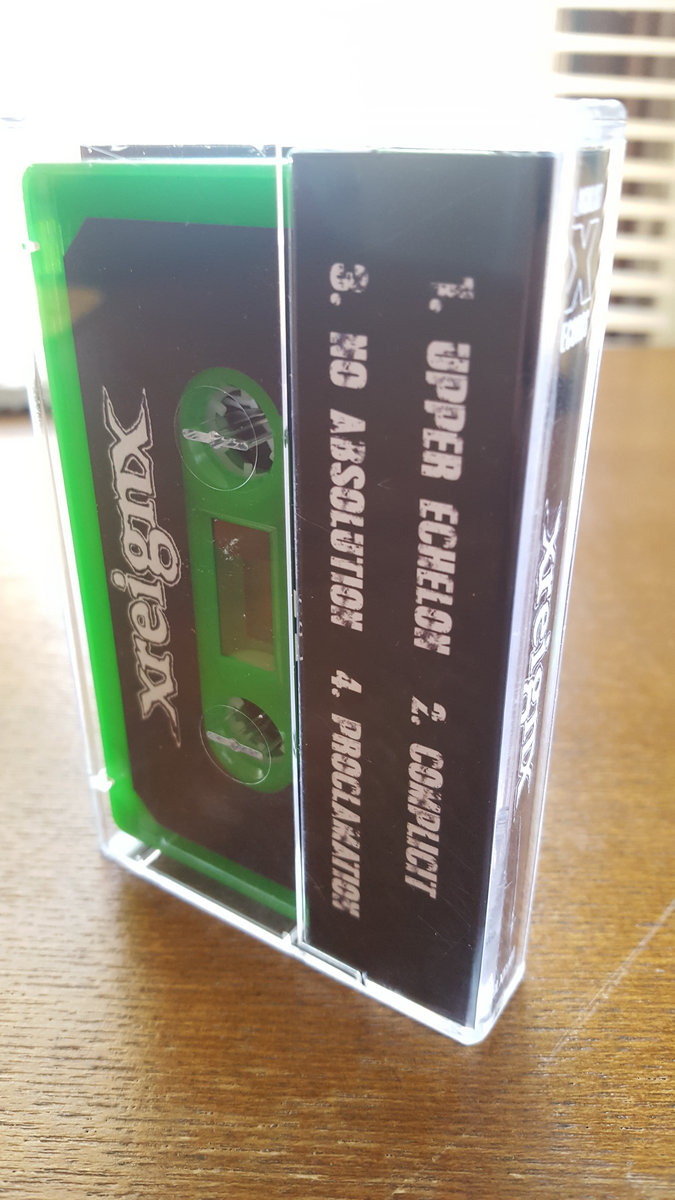 1. UPPER ECHELON 2. COMPLICIT
3. NO ABSOLUTION 4. PROCLAMATION
xreignx
xreignx
X